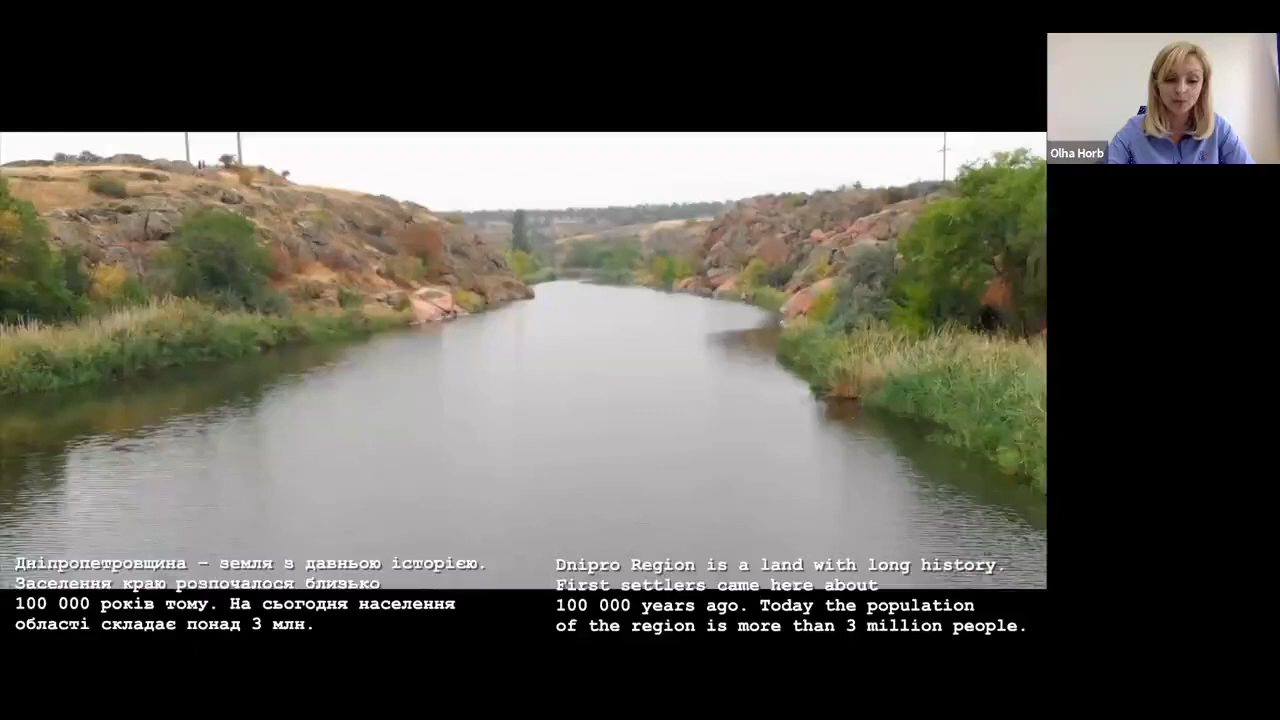 Olha Horb
Дніпропетровщина – земля з давньою історією.
Заселення краю розпочалося близько
100 000 років тому. На сьогодня населення
області складає понад 3 млн.
Dnipro Region is a land with long history.
First settlers came here about
100 000 years ago. Today the population
of the region is more than 3 million people.